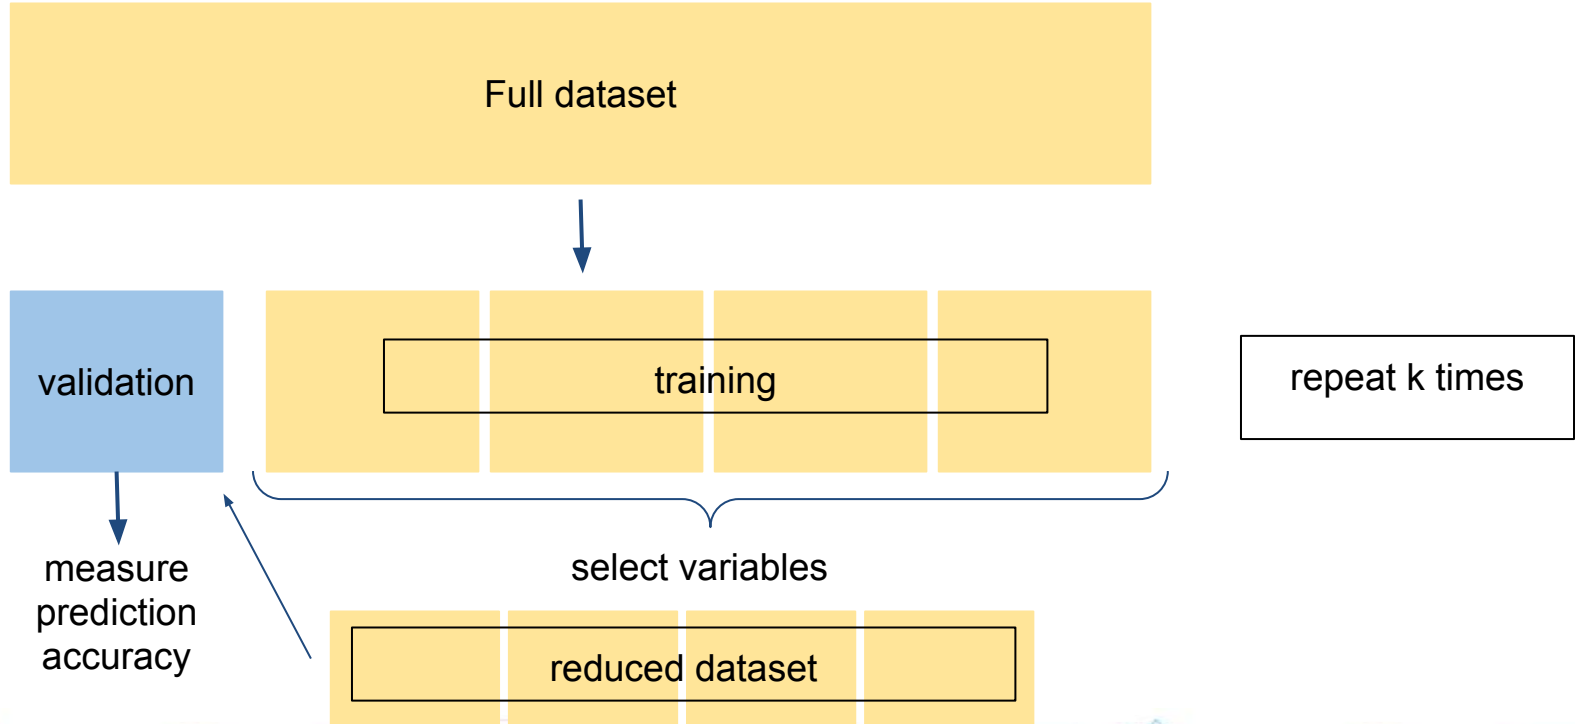 Full dataset
validation
training
repeat k times
measure
prediction
accuracy
select variables
reduced dataset